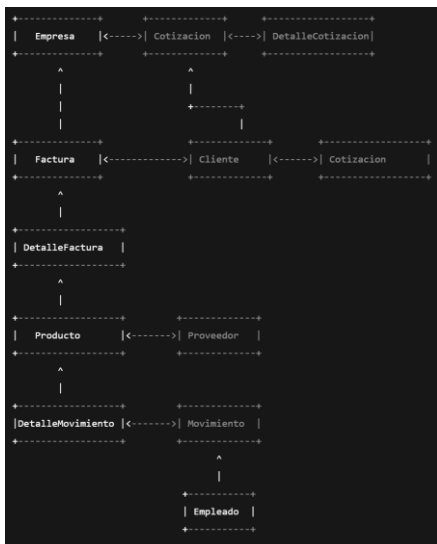 Empresa Cotizacion DetalleCotizacion
Factura Cliente Cotizacion
DetalleFactura
Producto Proveedor
DetalleMovimiento Movimiento
Empleado